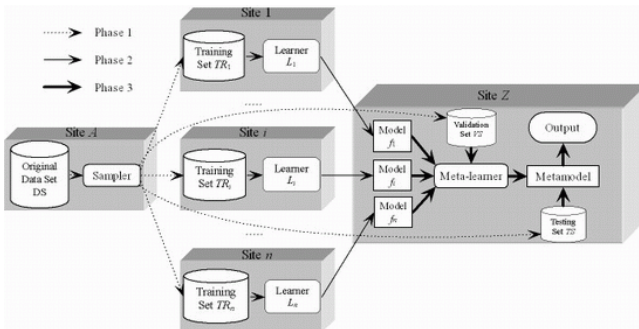 Phase 1
Phase 2
Phase 3
Site 1
Training
Set TR1
Learner
L1
.....
Site A
Original
Data Set
DS
Sampler
Site i
Training
Set TRi
Learner
Li
.....
Site n
Training
Set TRn
Learner
Ln
Site Z
Model
f1
Model
fi
Model
fn
Validation
Set VS
Meta-learner
Output
Metamodel
Testing
Set TS